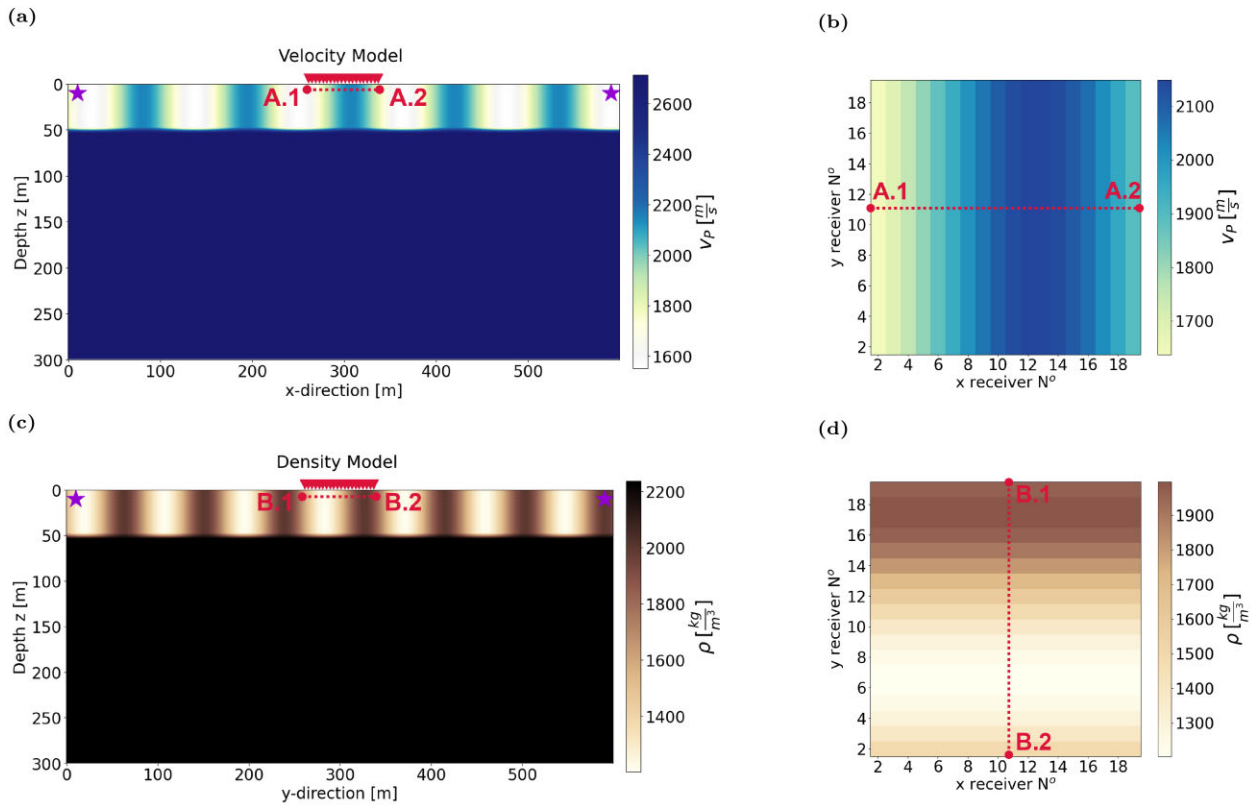 (a)
Velocity Model
A.1 A.2
0
50
100
150
200
250
300
Depth z [m]
0 100 200 300 400 500
x-direction [m]
2600
2400
2200
2000
1800
1600
v_P [m/s]
(b)
18
16
14
12
10
8
6
4
2
y receiver Nº
A.1 A.2
2 4 6 8 10 12 14 16 18
x receiver Nº
2100
2000
1900
1800
1700
v_P [m/s]
(c)
Density Model
B.1 B.2
0
50
100
150
200
250
300
Depth z [m]
0 100 200 300 400 500
y-direction [m]
2200
2000
1800
1600
1400
ρ [kg/m³]
(d)
18
16
14
12
10
8
6
4
2
y receiver Nº
B.1
B.2
2 4 6 8 10 12 14 16 18
x receiver Nº
1900
1800
1700
1600
1500
1400
1300
ρ [kg/m³]